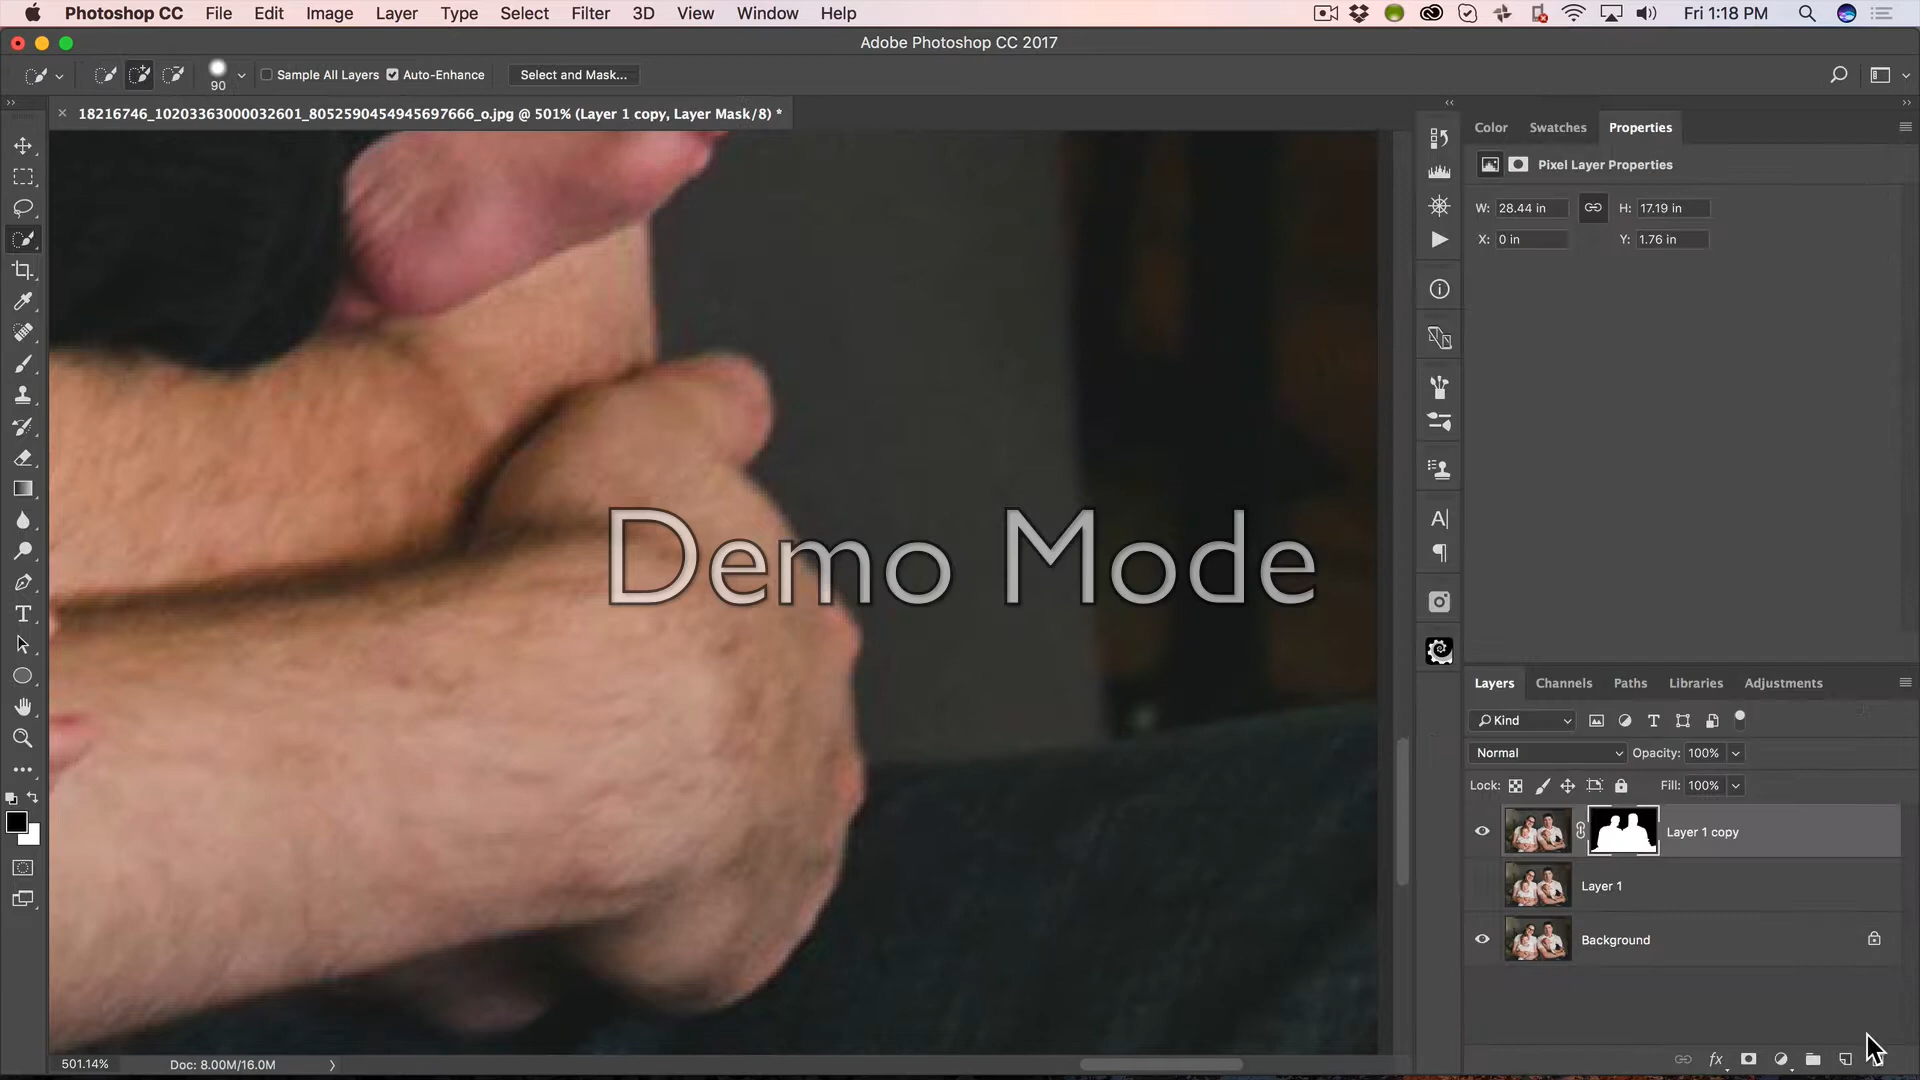 Photoshop CC File Edit Image Layer Type Select Filter 3D View Window Help Fri 1:18 PM
Adobe Photoshop CC 2017
90 Sample All Layers Auto-Enhance Select and Mask...
18216746_10203363000032601_8052590454945697666_o.jpg @ 501% (Layer 1 copy, Layer Mask/8) *
Color Swatches Properties
Pixel Layer Properties
W: 28.44 in H: 17.19 in
X: 0 in Y: 1.76 in
Demo Mode
Layers Channels Paths Libraries Adjustments
Kind
Normal Opacity: 100%
Lock: Fill: 100%
Layer 1 copy
Layer 1
Background
fx
501.14% Doc: 8.00M/16.0M